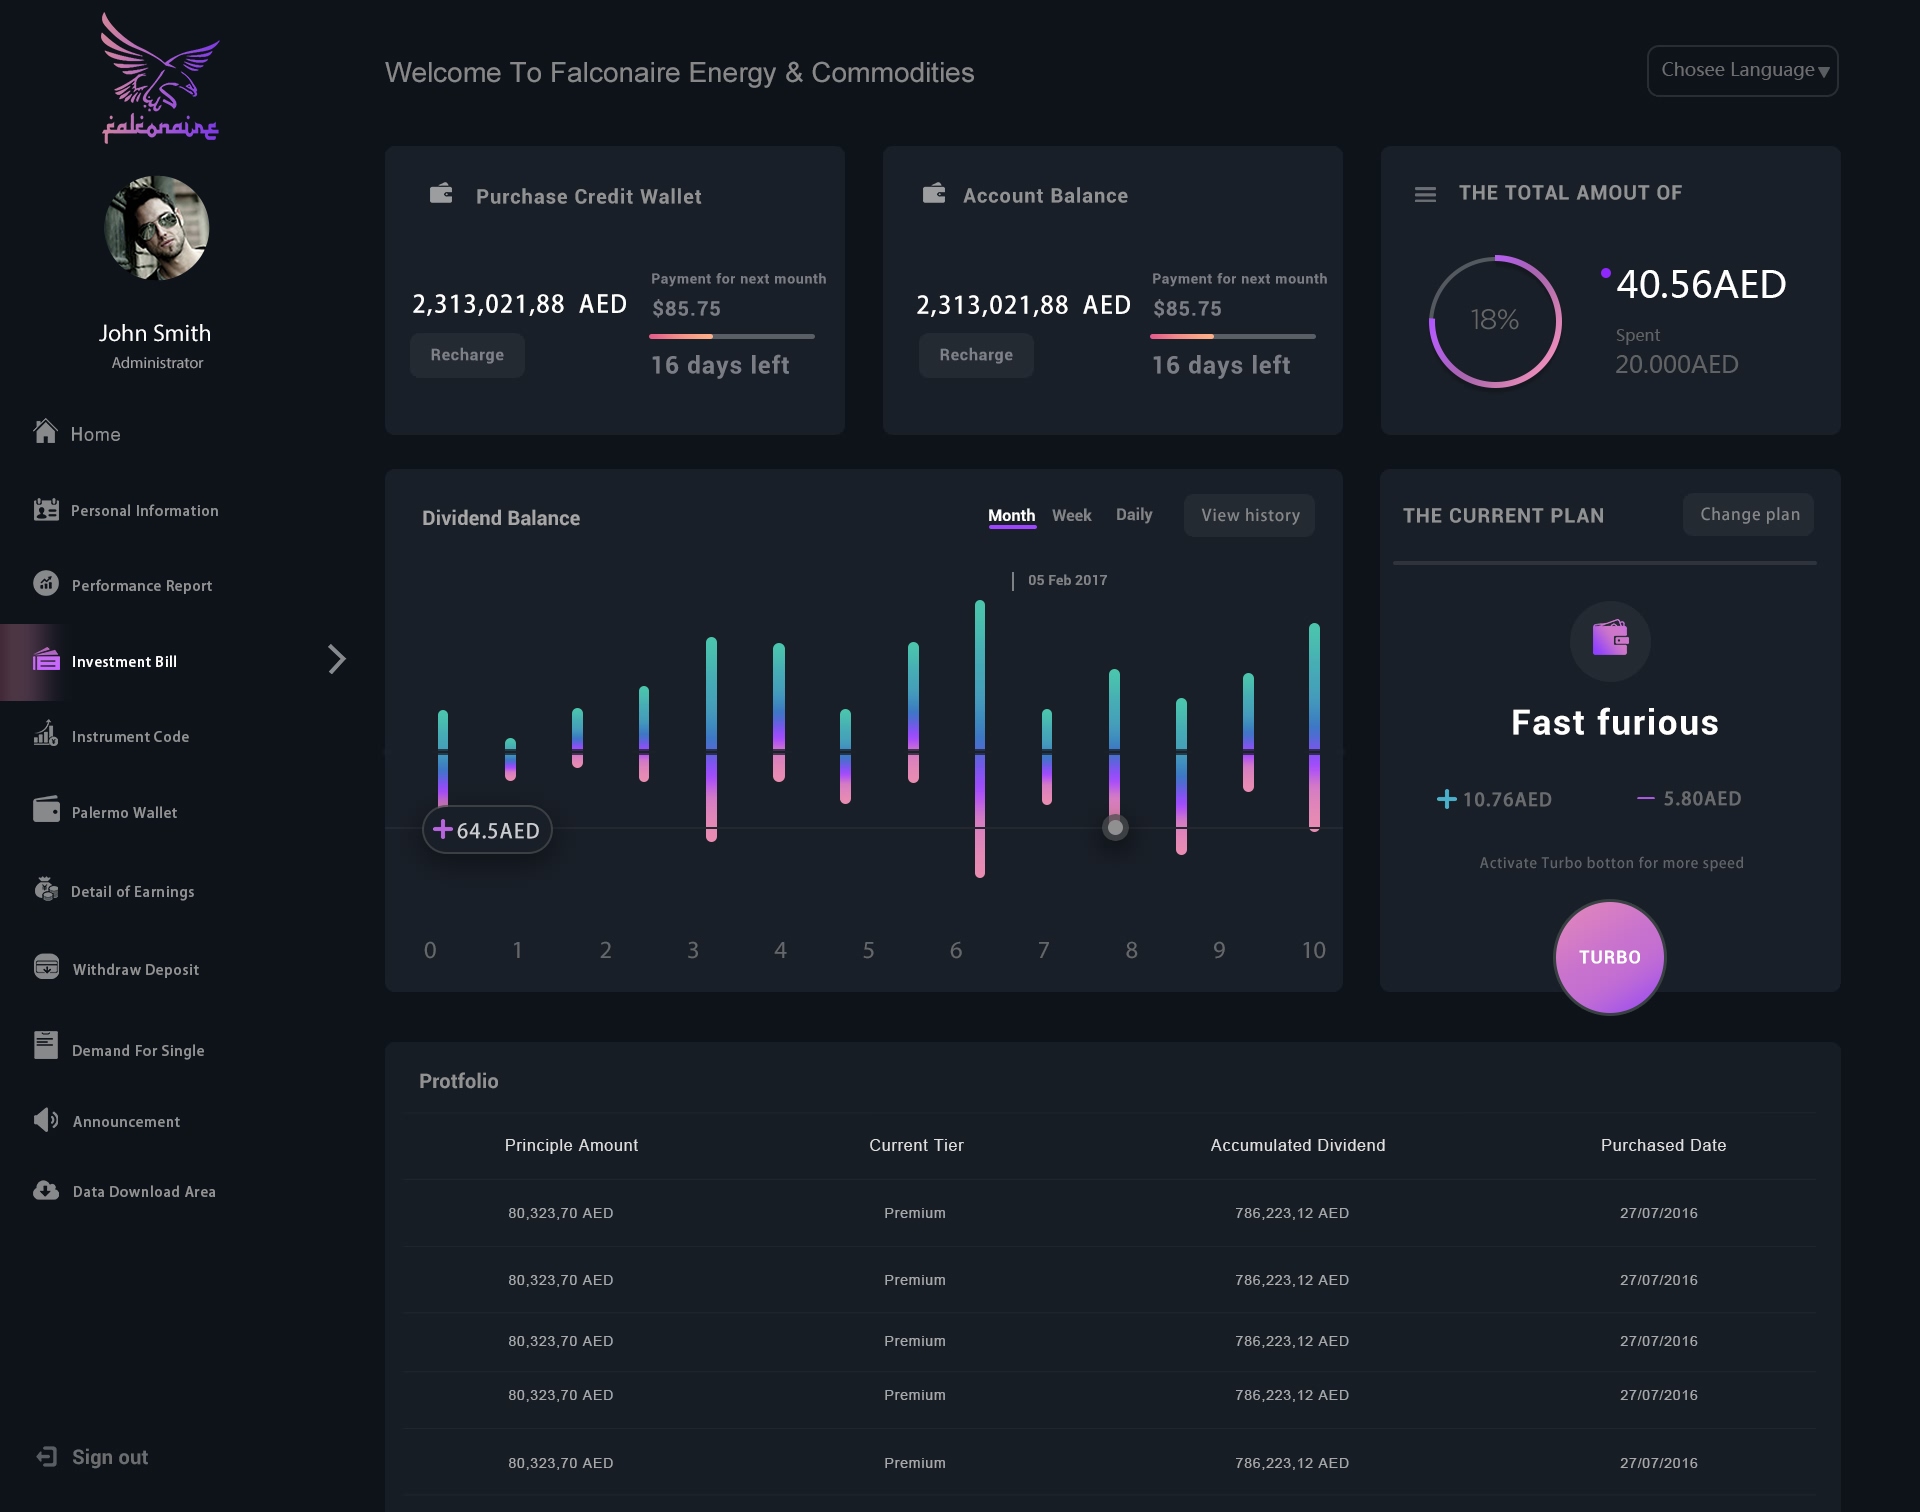 falconaire
Welcome To Falconaire Energy & Commodities
Chosee Language
John Smith
Administrator
Home
Personal Information
Performance Report
Investment Bill
Instrument Code
Palermo Wallet
Detail of Earnings
Withdraw Deposit
Demand For Single
Announcement
Data Download Area
Sign out
Purchase Credit Wallet
2,313,021,88 AED
Recharge
Payment for next mounth
$85.75
16 days left
Account Balance
2,313,021,88 AED
Recharge
Payment for next mounth
$85.75
16 days left
THE TOTAL AMOUT OF
18%
40.56AED
Spent
20.000AED
Dividend Balance
Month Week Daily
View history
05 Feb 2017
+64.5AED
0 1 2 3 4 5 6 7 8 9 10
THE CURRENT PLAN
Change plan
Fast furious
+ 10.76AED — 5.80AED
Activate Turbo botton for more speed
TURBO
Protfolio
Principle Amount Current Tier Accumulated Dividend Purchased Date
80,323,70 AED Premium 786,223,12 AED 27/07/2016
80,323,70 AED Premium 786,223,12 AED 27/07/2016
80,323,70 AED Premium 786,223,12 AED 27/07/2016
80,323,70 AED Premium 786,223,12 AED 27/07/2016
80,323,70 AED Premium 786,223,12 AED 27/07/2016